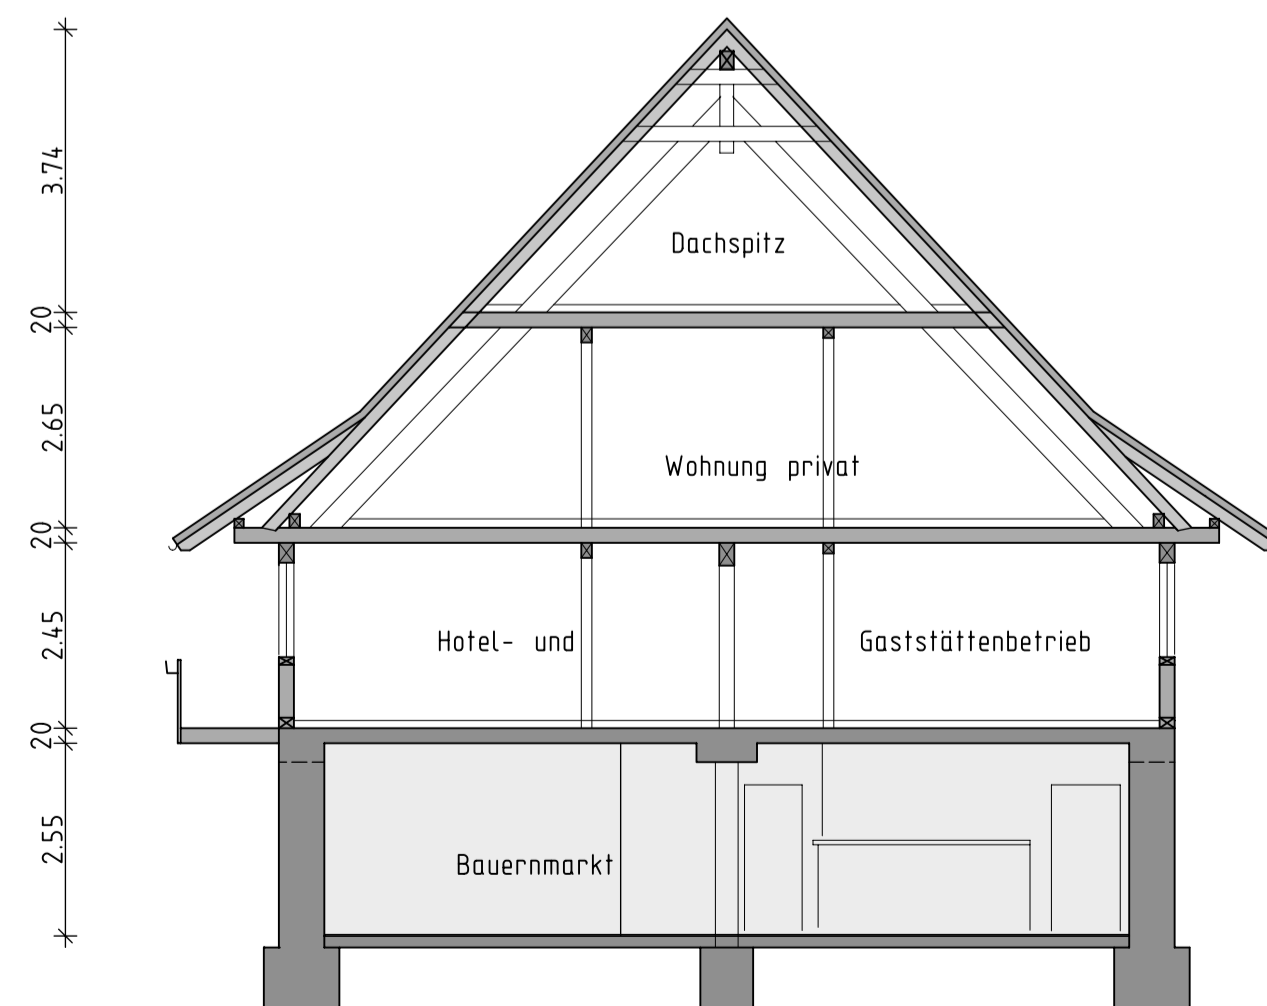 3.74
Dachspitz
20
2.65
Wohnung privat
20
2.45
Hotel- und Gaststättenbetrieb
20
2.55
Bauernmarkt